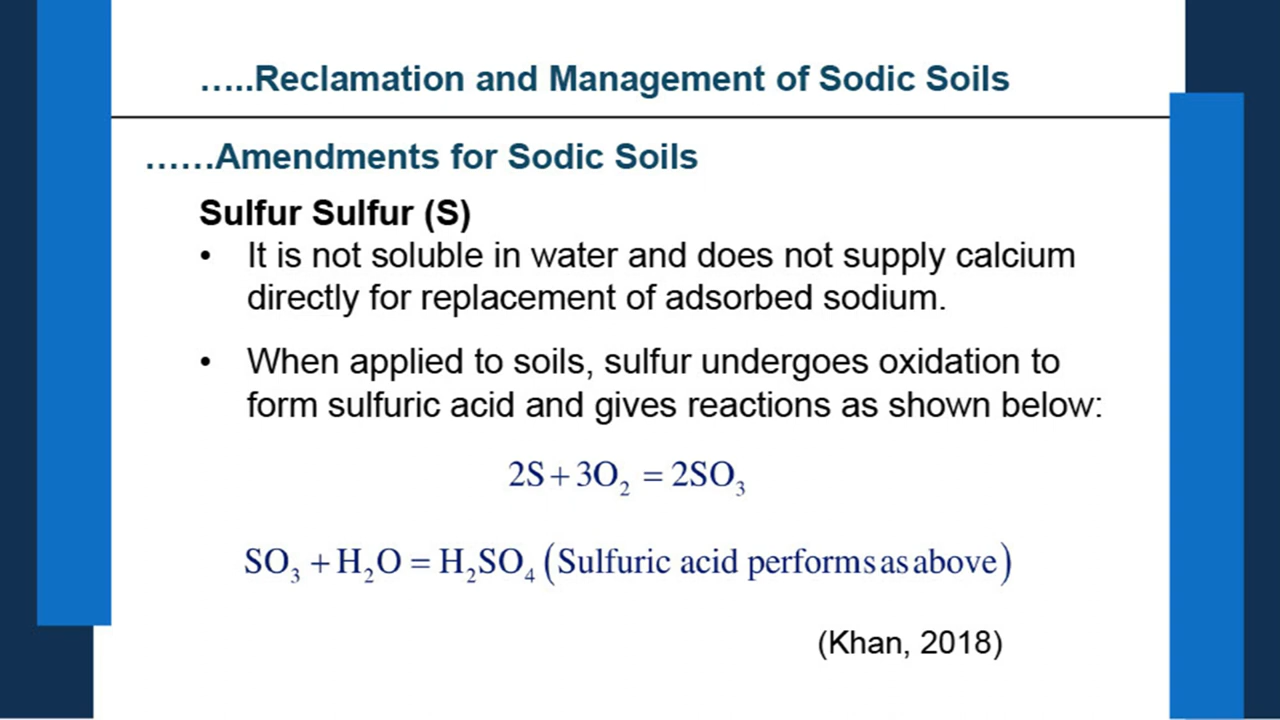 …..Reclamation and Management of Sodic Soils
……Amendments for Sodic Soils
Sulfur Sulfur (S)
• It is not soluble in water and does not supply calcium
directly for replacement of adsorbed sodium.
• When applied to soils, sulfur undergoes oxidation to
form sulfuric acid and gives reactions as shown below:
2S + 3O₂ = 2SO₃
SO₃ + H₂O = H₂SO₄ (Sulfuric acid performs as above)
(Khan, 2018)